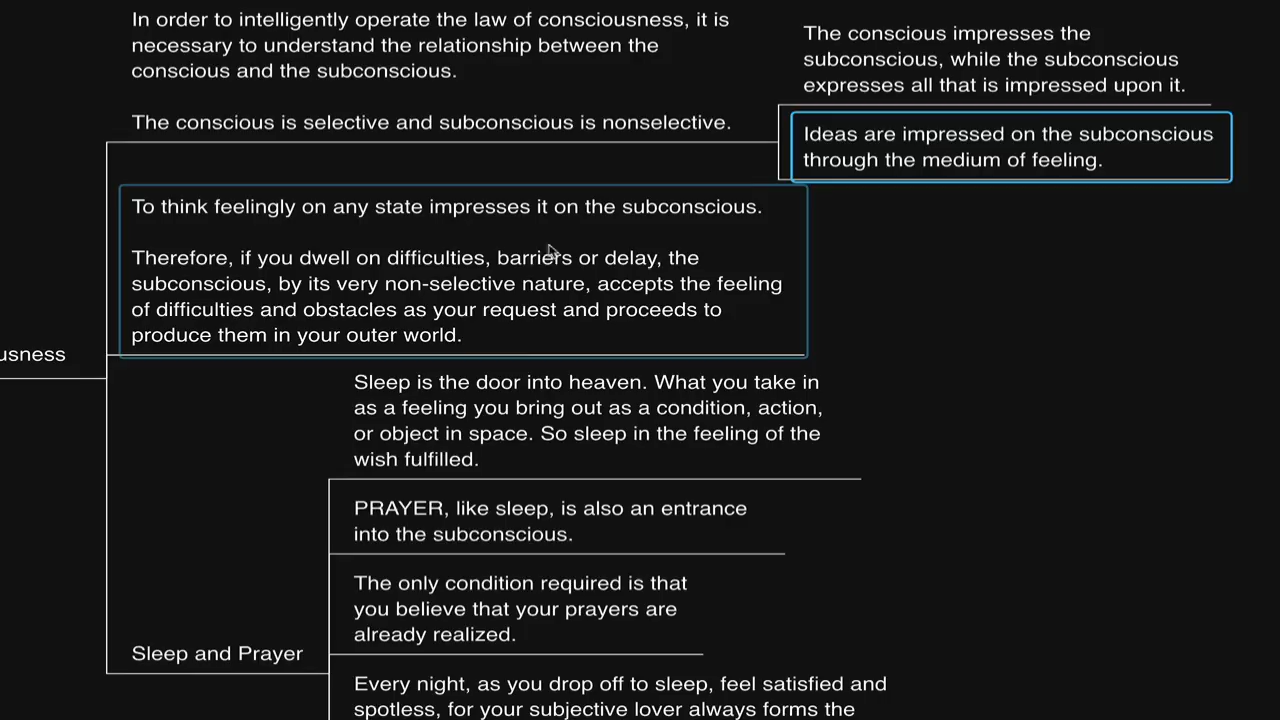 In order to intelligently operate the law of consciousness, it is
necessary to understand the relationship between the
conscious and the subconscious.
The conscious is selective and subconscious is nonselective.
The conscious impresses the
subconscious, while the subconscious
expresses all that is impressed upon it.
Ideas are impressed on the subconscious
through the medium of feeling.
To think feelingly on any state impresses it on the subconscious.
Therefore, if you dwell on difficulties, barriers or delay, the
subconscious, by its very non-selective nature, accepts the feeling
of difficulties and obstacles as your request and proceeds to
produce them in your outer world.
usness
Sleep is the door into heaven. What you take in
as a feeling you bring out as a condition, action,
or object in space. So sleep in the feeling of the
wish fulfilled.
PRAYER, like sleep, is also an entrance
into the subconscious.
The only condition required is that
you believe that your prayers are
already realized.
Sleep and Prayer
Every night, as you drop off to sleep, feel satisfied and
spotless, for your subjective lover always forms the